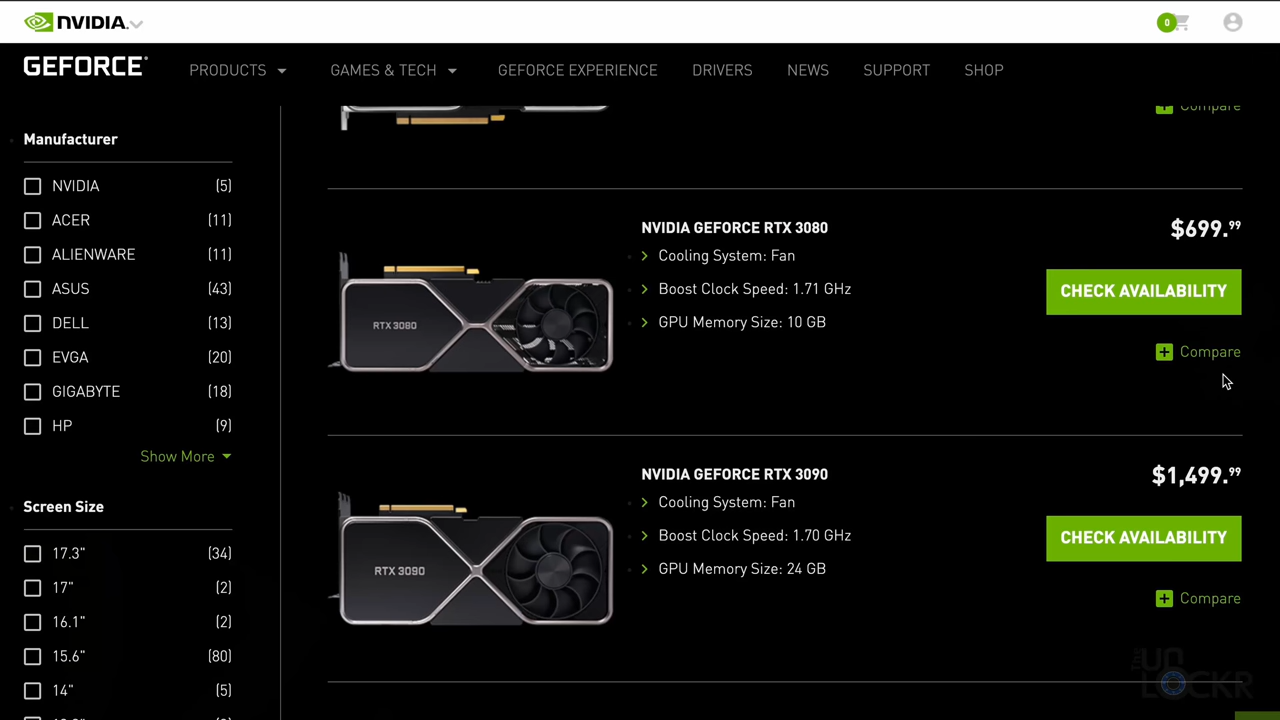 NVIDIA.
0
GEFORCE
PRODUCTS
GAMES & TECH
GEFORCE EXPERIENCE
DRIVERS
NEWS
SUPPORT
SHOP
Compare
Manufacturer
NVIDIA (5)
ACER (11)
ALIENWARE (11)
ASUS (43)
DELL (13)
EVGA (20)
GIGABYTE (18)
HP (9)
Show More
Screen Size
17.3" (34)
17" (2)
16.1" (2)
15.6" (80)
14" (5)
RTX 3080
NVIDIA GEFORCE RTX 3080
Cooling System: Fan
Boost Clock Speed: 1.71 GHz
GPU Memory Size: 10 GB
$699.99
CHECK AVAILABILITY
Compare
RTX 3090
NVIDIA GEFORCE RTX 3090
Cooling System: Fan
Boost Clock Speed: 1.70 GHz
GPU Memory Size: 24 GB
$1,499.99
CHECK AVAILABILITY
Compare
The
UN
LOCKR